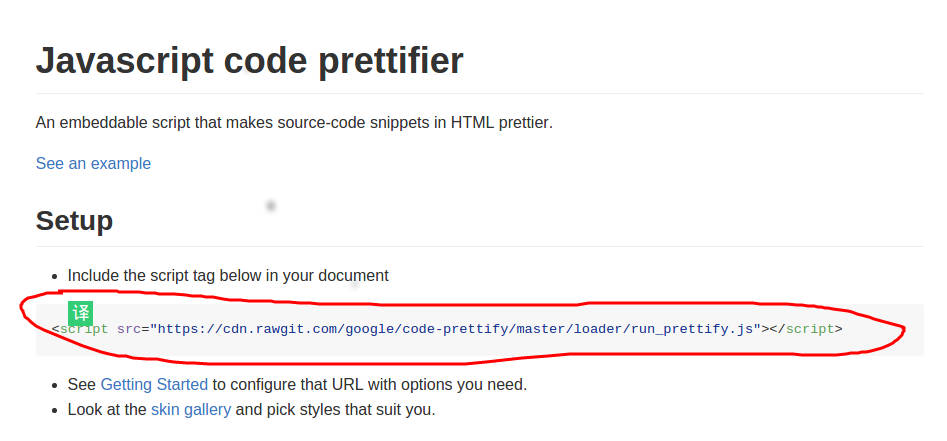 Javascript code prettifier
An embeddable script that makes source-code snippets in HTML prettier.
See an example
Setup
Include the script tag below in your document
译
<script src="https://cdn.rawgit.com/google/code-prettify/master/loader/run_prettify.js"></script>
See Getting Started to configure that URL with options you need.
Look at the skin gallery and pick styles that suit you.